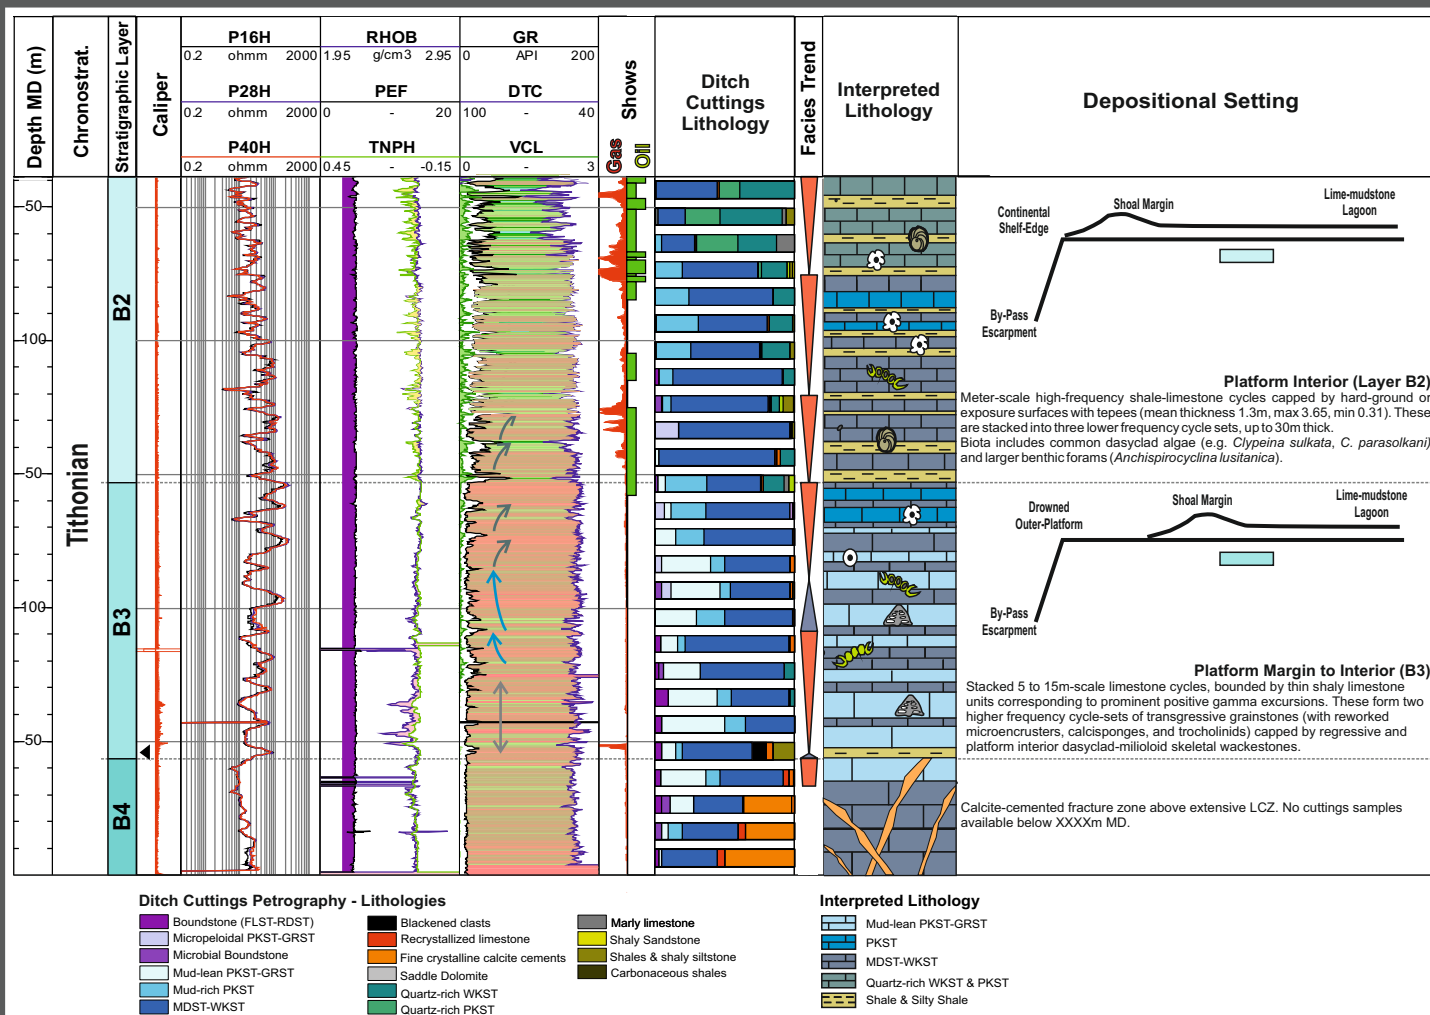 Depth MD (m)
Chronostrat.
Stratigraphic Layer
Caliper
P16H
0.2 ohmm 2000
P28H
0.2 ohmm 2000
P40H
0.2 ohmm 2000
RHOB
1.95 g/cm3 2.95
PEF
0 - 20
TNPH
0.45 - -0.15
GR
0 API 200
DTC
100 - 40
VCL
0 - 3
Shows
Gas
Oil
Ditch
Cuttings
Lithology
Facies Trend
Interpreted
Lithology
Depositional Setting
50
100
50
100
50
Tithonian
B2
B3
B4
Continental
Shelf-Edge
Shoal Margin
Lime-mudstone
Lagoon
By-Pass
Escarpment
Platform Interior (Layer B2)
Meter-scale high-frequency shale-limestone cycles capped by hard-ground or
exposure surfaces with tepees (mean thickness 1.3m, max 3.65, min 0.31). These
are stacked into three lower frequency cycle sets, up to 30m thick.
Biota includes common dasyclad algae (e.g. Clypeina sulkata, C. parasolkani)
and larger benthic forams (Anchispirocyclina lusitanica).
Drowned
Outer-Platform
Shoal Margin
Lime-mudstone
Lagoon
By-Pass
Escarpment
Platform Margin to Interior (B3)
Stacked 5 to 15m-scale limestone cycles, bounded by thin shaly limestone
units corresponding to prominent positive gamma excursions. These form two
higher frequency cycle-sets of transgressive grainstones (with reworked
microencrusters, calcisponges, and trocholinids) capped by regressive and
platform interior dasyclad-milioloid skeletal wackestones.
Calcite-cemented fracture zone above extensive LCZ. No cuttings samples
available below XXXXm MD.
Ditch Cuttings Petrography - Lithologies
Boundstone (FLST-RDST)
Micropeloidal PKST-GRST
Microbial Boundstone
Mud-lean PKST-GRST
Mud-rich PKST
MDST-WKST
Blackened clasts
Recrystallized limestone
Fine crystalline calcite cements
Saddle Dolomite
Quartz-rich WKST
Quartz-rich PKST
Marly limestone
Shaly Sandstone
Shales & shaly siltstone
Carbonaceous shales
Interpreted Lithology
Mud-lean PKST-GRST
PKST
MDST-WKST
Quartz-rich WKST & PKST
Shale & Silty Shale